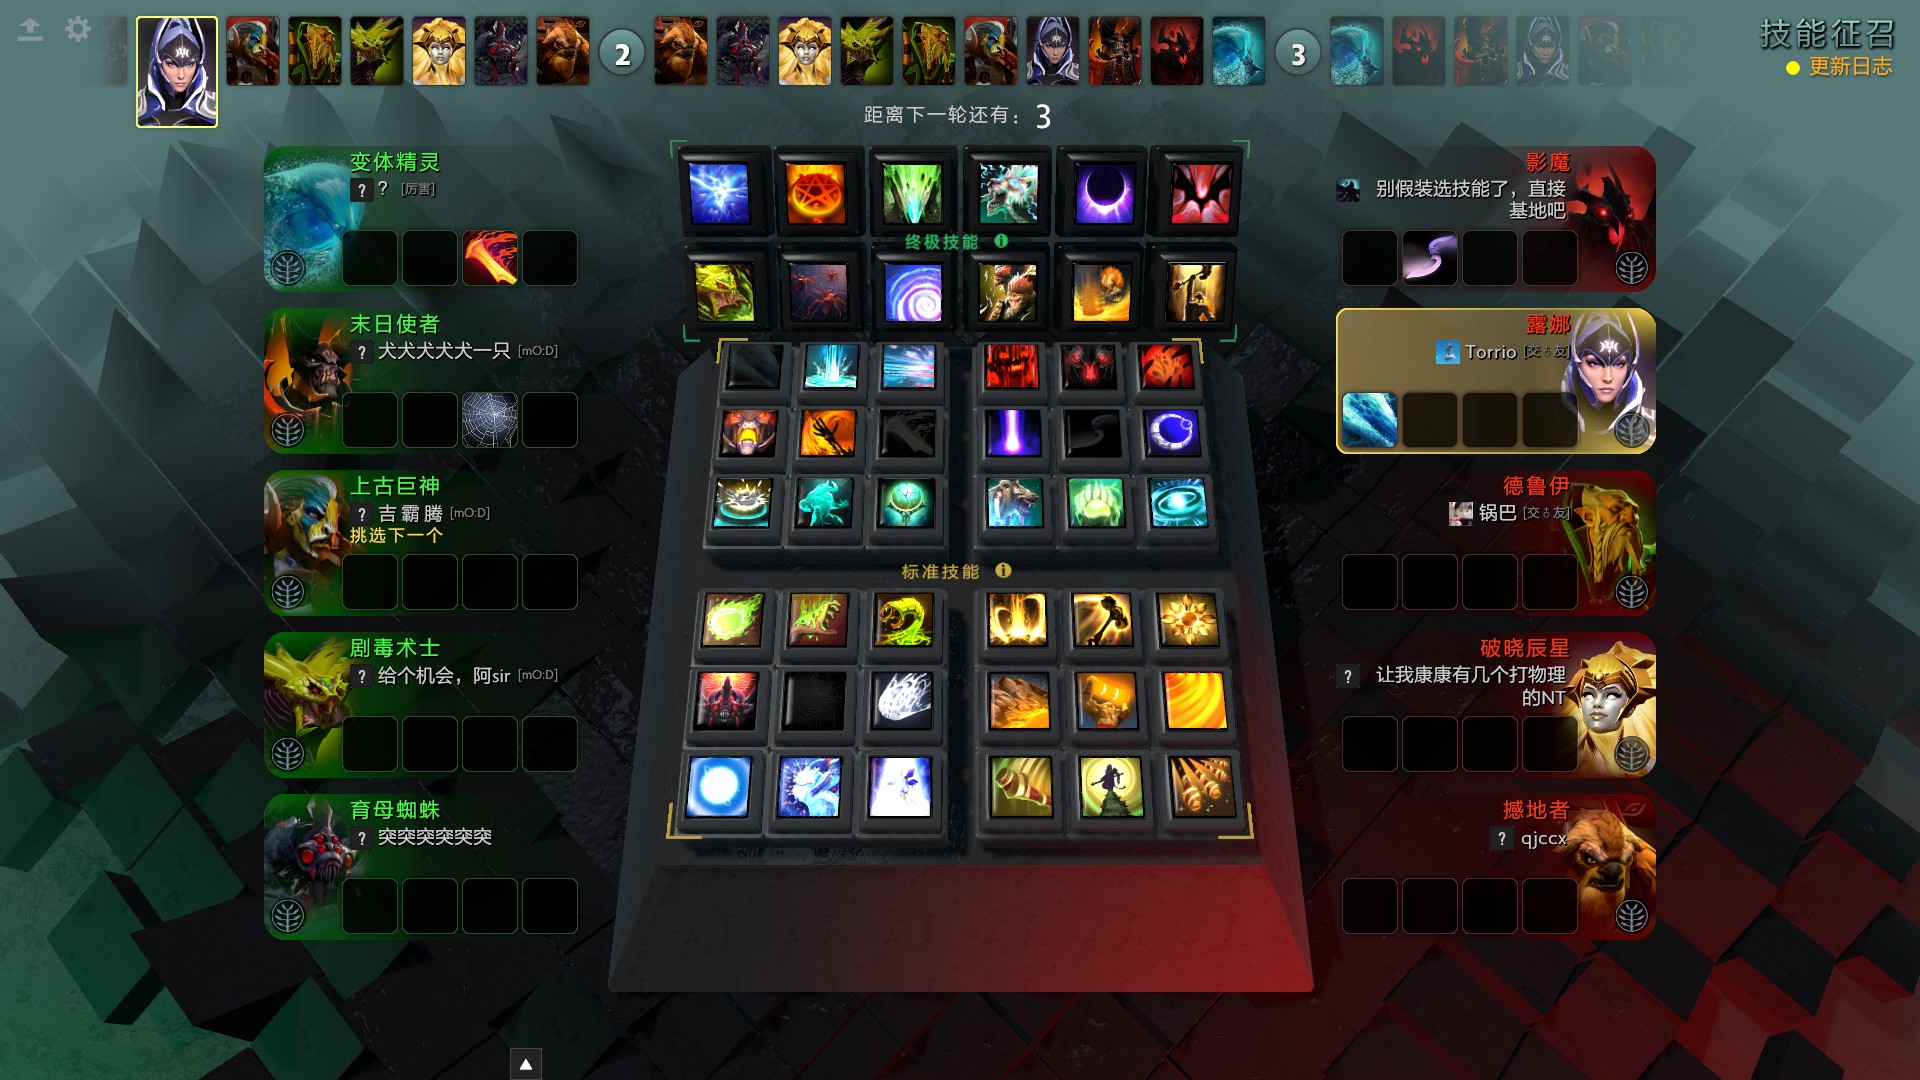 2
3
技能征召
更新日志
距离下一轮还有： 3
变体精灵
? ? [厉害]
末日使者
? 犬犬犬犬犬一只 [mO:D]
上古巨神
? 吉霸腾 [mO:D]
挑选下一个
剧毒术士
? 给个机会，阿sir [mO:D]
育母蜘蛛
? 突突突突突突
终极技能
标准技能
影魔
别假装选技能了，直接
基地吧
露娜
Torrio [交♂友]
德鲁伊
锅巴 [交♂友]
破晓辰星
? 让我康康有几个打物理
的NT
撼地者
? qjccx